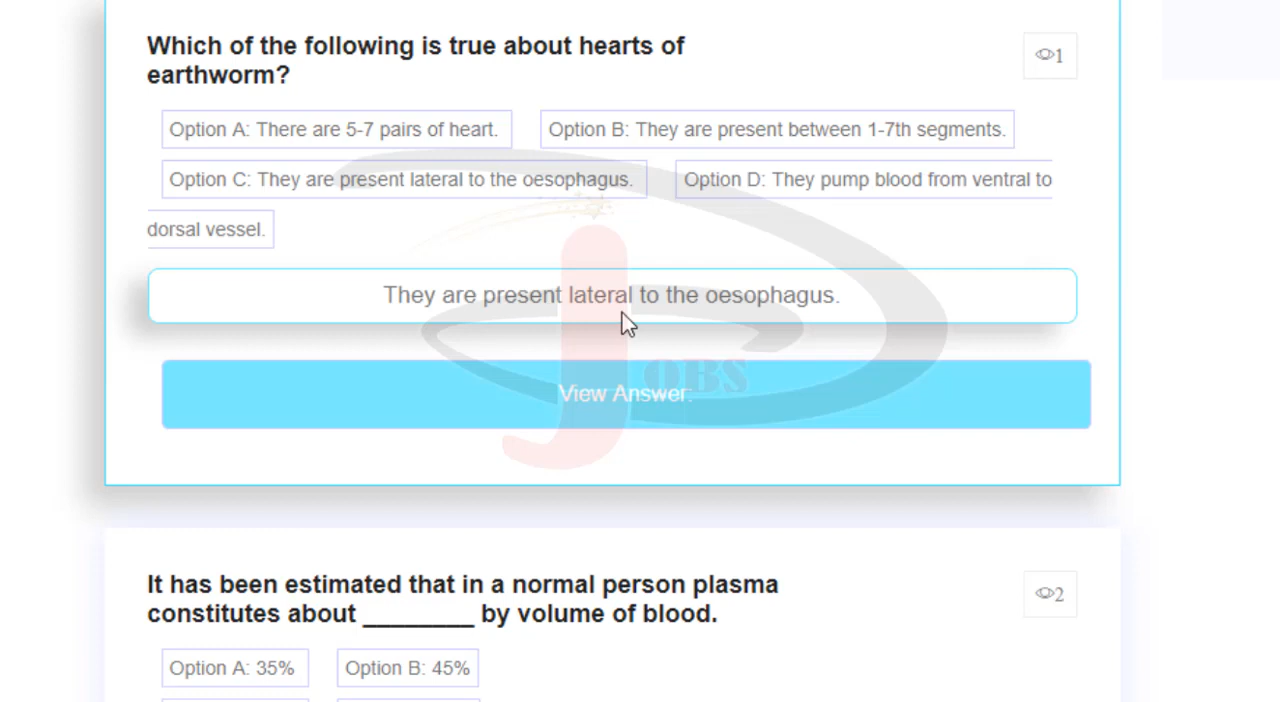 Which of the following is true about hearts of
earthworm?
1
Option A: There are 5-7 pairs of heart.
Option B: They are present between 1-7th segments.
Option C: They are present lateral to the oesophagus.
Option D: They pump blood from ventral to
dorsal vessel.
They are present lateral to the oesophagus.
JOBS
View Answer.
It has been estimated that in a normal person plasma
constitutes about ________ by volume of blood.
2
Option A: 35%
Option B: 45%